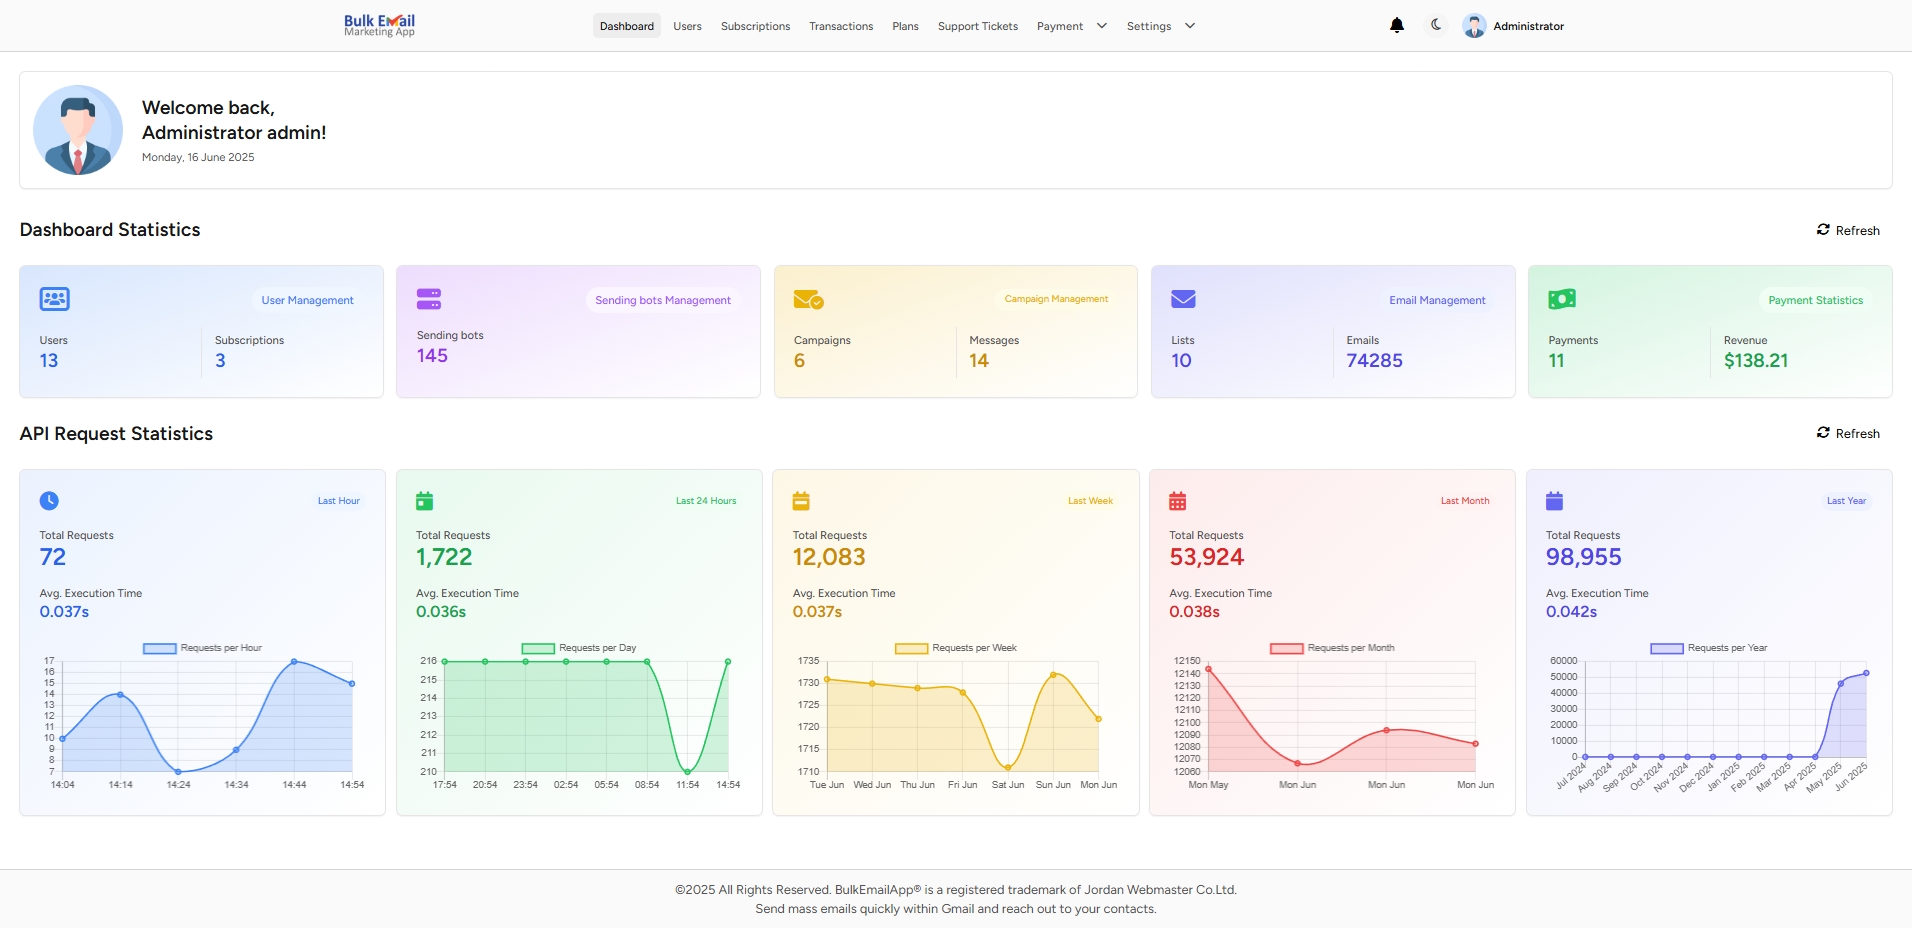 Bulk Email
Marketing App
Dashboard
Users
Subscriptions
Transactions
Plans
Support Tickets
Payment
Settings
Administrator
Welcome back,
Administrator admin!
Monday, 16 June 2025
Dashboard Statistics
Refresh
User Management
Users
13
Subscriptions
3
Sending bots Management
Sending bots
145
Campaign Management
Campaigns
6
Messages
14
Email Management
Lists
10
Emails
74285
Payment Statistics
Payments
11
Revenue
$138.21
API Request Statistics
Refresh
Last Hour
Total Requests
72
Avg. Execution Time
0.037s
Requests per Hour
17
16
15
14
13
12
11
10
9
8
7
14:04 14:14 14:24 14:34 14:44 14:54
Last 24 Hours
Total Requests
1,722
Avg. Execution Time
0.036s
Requests per Day
216
215
214
213
212
211
210
17:54 20:54 23:54 02:54 05:54 08:54 11:54 14:54
Last Week
Total Requests
12,083
Avg. Execution Time
0.037s
Requests per Week
1735
1730
1725
1720
1715
1710
Tue Jun Wed Jun Thu Jun Fri Jun Sat Jun Sun Jun Mon Jun
Last Month
Total Requests
53,924
Avg. Execution Time
0.038s
Requests per Month
12150
12140
12130
12120
12110
12100
12090
12080
12070
12060
Mon May Mon Jun Mon Jun Mon Jun
Last Year
Total Requests
98,955
Avg. Execution Time
0.042s
Requests per Year
60000
50000
40000
30000
20000
10000
0
Jul 2024 Aug 2024 Sep 2024 Oct 2024 Nov 2024 Dec 2024 Jan 2025 Feb 2025 Mar 2025 Apr 2025 May 2025 Jun 2025
©2025 All Rights Reserved. BulkEmailApp® is a registered trademark of Jordan Webmaster Co.Ltd.
Send mass emails quickly within Gmail and reach out to your contacts.